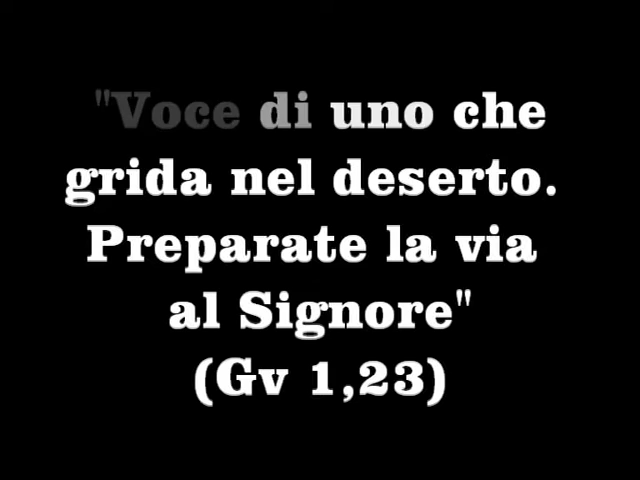 "Voce di uno che
grida nel deserto.
Preparate la via
al Signore"
(Gv 1,23)